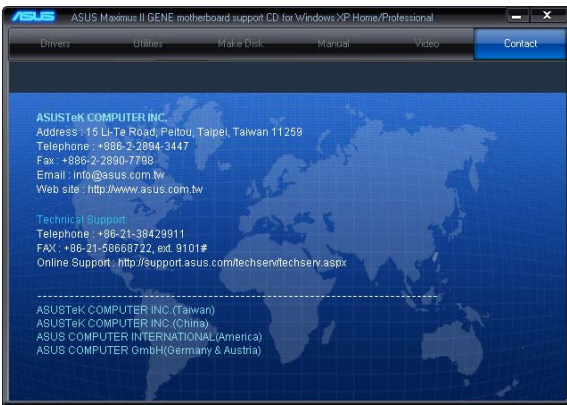 ASUS ASUS Maximus II GENE motherboard support CD for Windows XP Home/Professional
Drivers Utilities Make Disk Manual Video Contact
ASUSTeK COMPUTER INC.
Address : 15 Li-Te Road, Peitou, Taipei, Taiwan 11259
Telephone : +886-2-2894-3447
Fax : +886-2-2890-7798
Email : info@asus.com.tw
Web site : http://www.asus.com.tw
Technical Support:
Telephone : +86-21-38429911
FAX : +86-21-58668722, ext. 9101#
Online Support : http://support.asus.com/techserv/techserv.aspx
ASUSTeK COMPUTER INC.(Taiwan)
ASUSTeK COMPUTER INC.(China)
ASUS COMPUTER INTERNATIONAL(America)
ASUS COMPUTER GmbH(Germany & Austria)